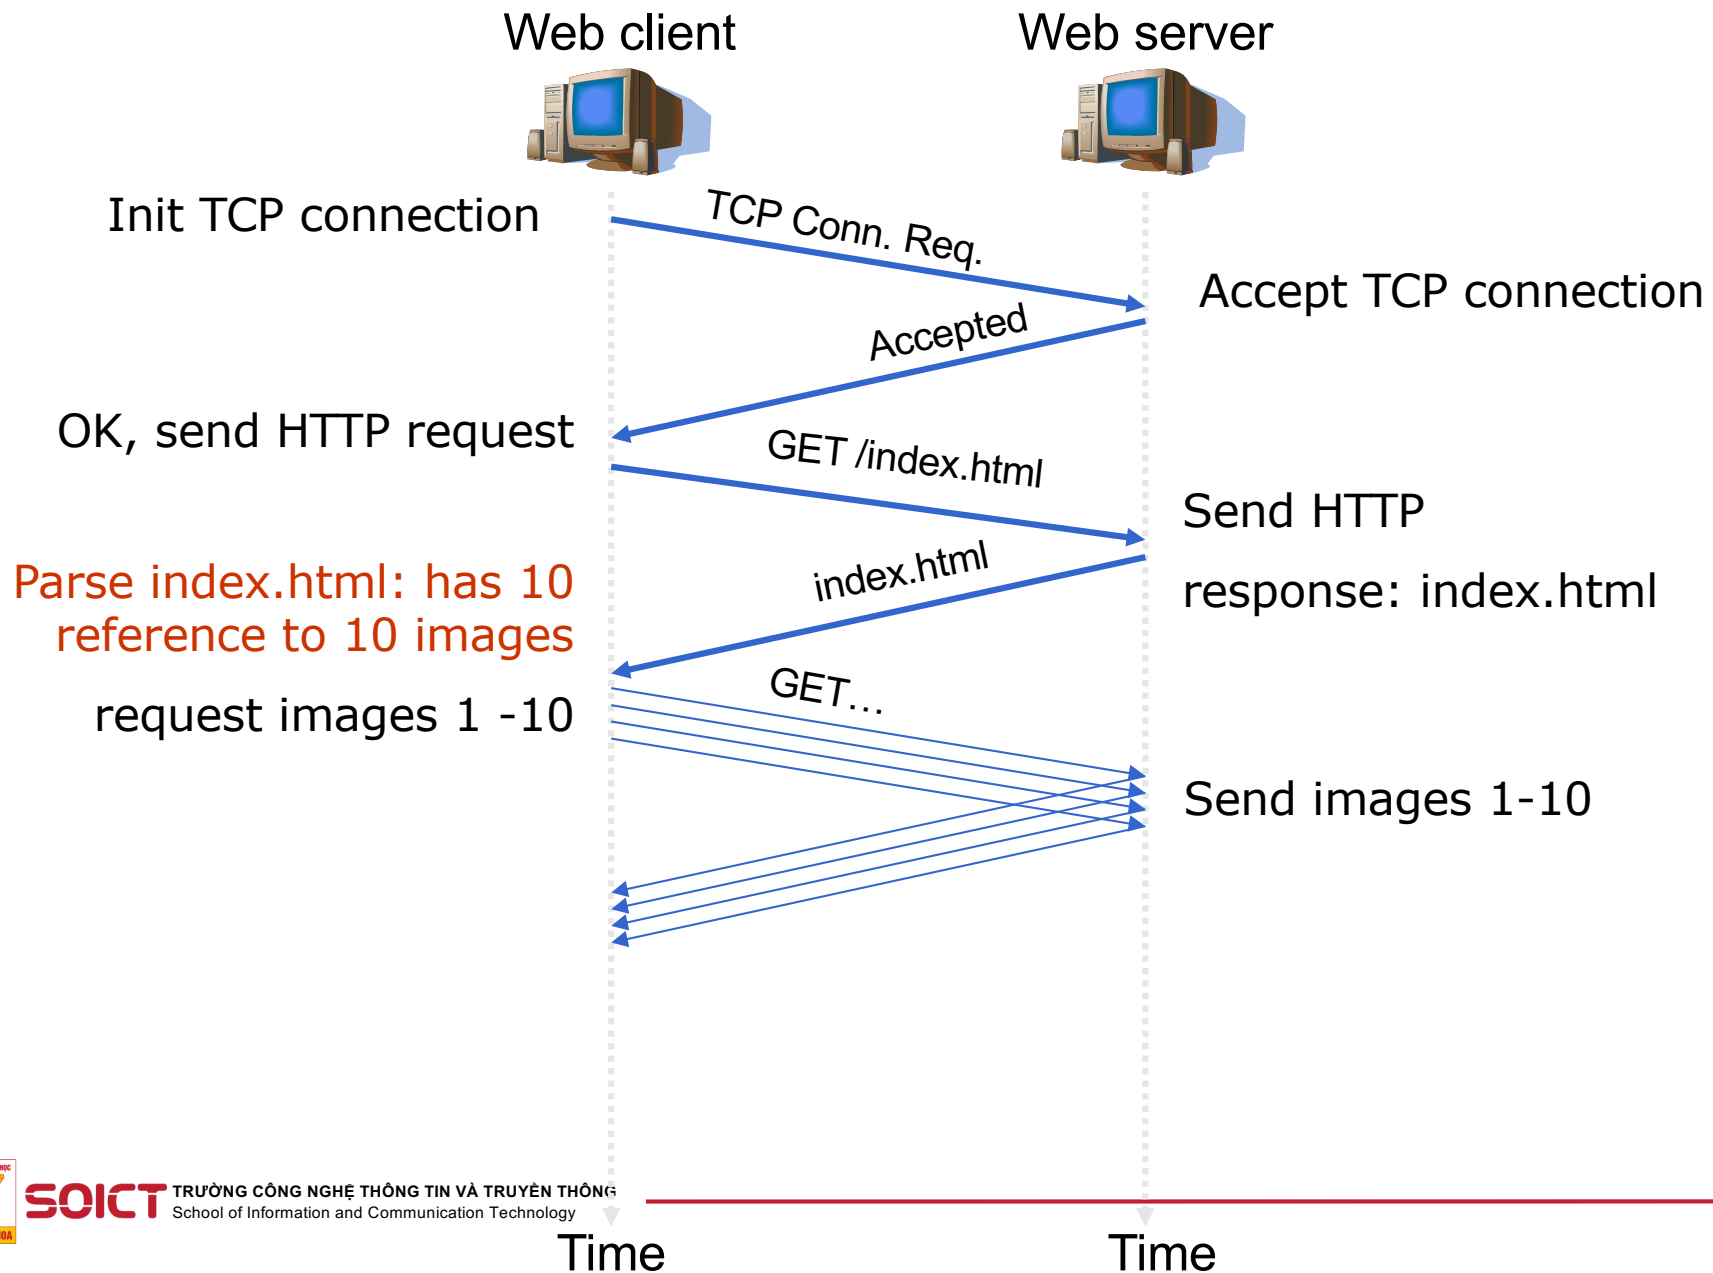 Web client
Web server
Init TCP connection
TCP Conn. Req.
Accept TCP connection
Accepted
OK, send HTTP request
GET /index.html
Send HTTP
response: index.html
index.html
Parse index.html: has 10
reference to 10 images
GET...
request images 1 -10
Send images 1-10
SOICT
TRƯỜNG CÔNG NGHỆ THÔNG TIN VÀ TRUYỀN THÔNG
School of Information and Communication Technology
Time
Time